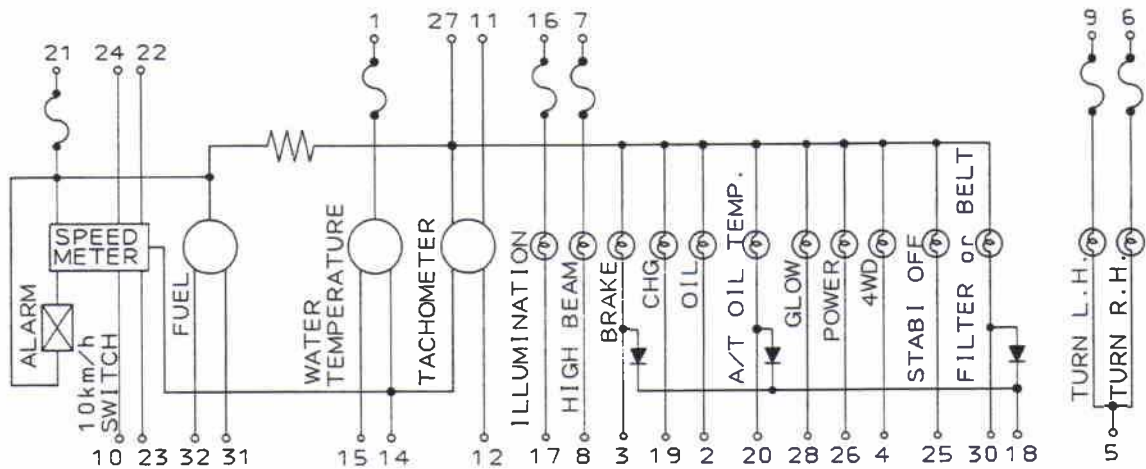 21
24
22
1
27
11
16
7
9
6
SPEED
METER
ALARM
10km/h
SWITCH
FUEL
WATER
TEMPERATURE
TACHOMETER
ILLUMINATION
HIGH BEAM
BRAKE
CHG
OIL
A/T OIL TEMP.
GLOW
POWER
4WD
STABI OFF
FILTER or BELT
TURN L.H.
TURN R.H.
10
23
32
31
15
14
12
17
8
3
19
2
20
28
26
4
25
30
18
5